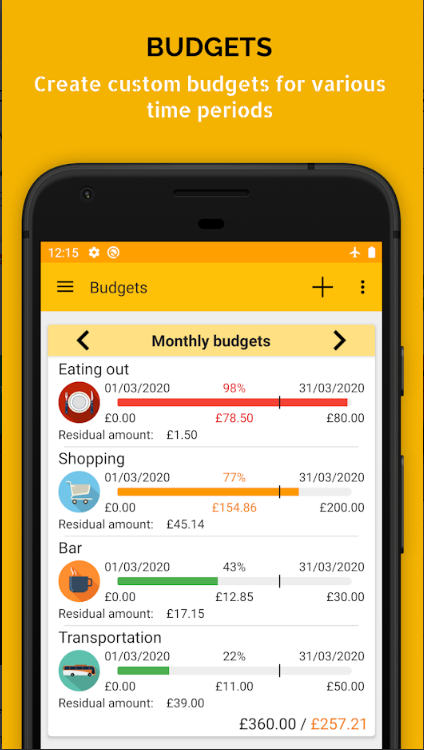 BUDGETS
Create custom budgets for various
time periods
12:15
Budgets
Monthly budgets
Eating out
01/03/2020 98% 31/03/2020
£0.00 £78.50 £80.00
Residual amount: £1.50
Shopping
01/03/2020 77% 31/03/2020
£0.00 £154.86 £200.00
Residual amount: £45.14
Bar
01/03/2020 43% 31/03/2020
£0.00 £12.85 £30.00
Residual amount: £17.15
Transportation
01/03/2020 22% 31/03/2020
£0.00 £11.00 £50.00
Residual amount: £39.00
£360.00 / £257.21